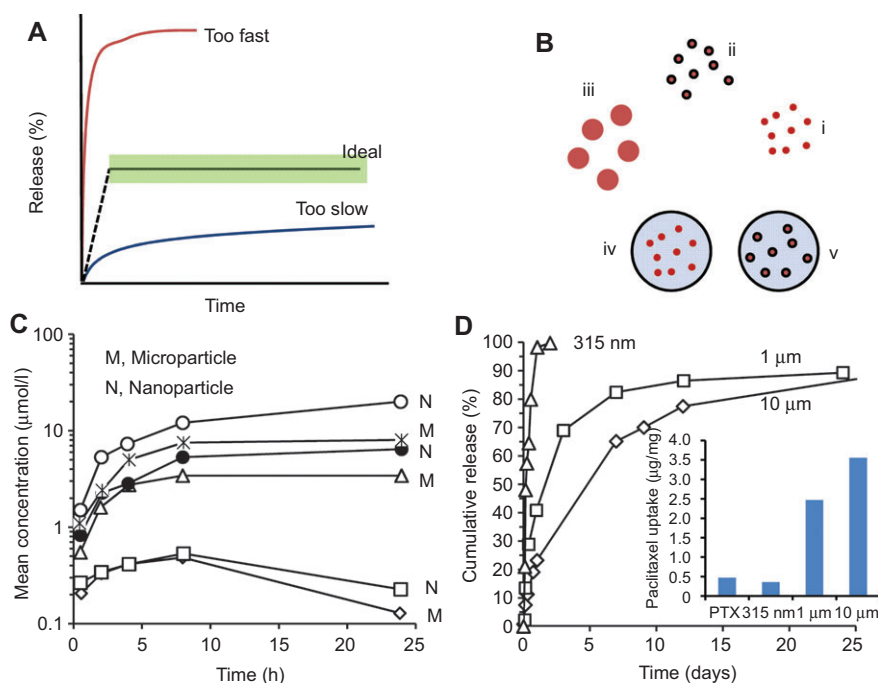 A
Too fast
Ideal
Too slow
Release (%)
Time
B
ii
iii
i
iv
v
C
100
10
1
0.1
M, Microparticle
N, Nanoparticle
N
M
N
M
N
M
Mean concentration (μmol/l)
0 5 10 15 20 25
Time (h)
D
100
90
80
70
60
50
40
30
20
10
0
315 nm
1 μm
10 μm
Cumulative release (%)
0 5 10 15 20 25
Time (days)
4.0
3.5
3.0
2.5
2.0
1.5
1.0
0.5
0
Paclitaxel uptake (μg/mg)
PTX 315 nm 1 μm 10 μm